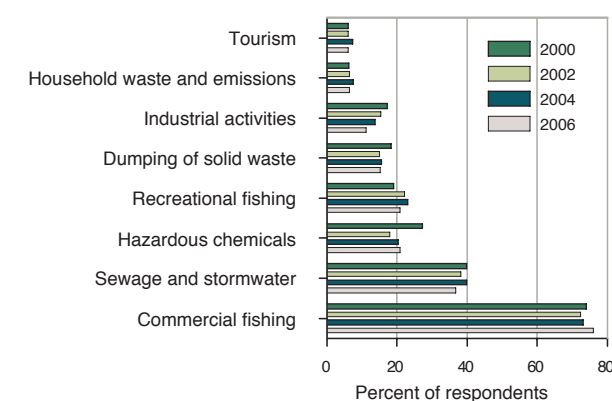 Tourism
Household waste and emissions
Industrial activities
Dumping of solid waste
Recreational fishing
Hazardous chemicals
Sewage and stormwater
Commercial fishing
2000
2002
2004
2006
0 20 40 60 80
Percent of respondents